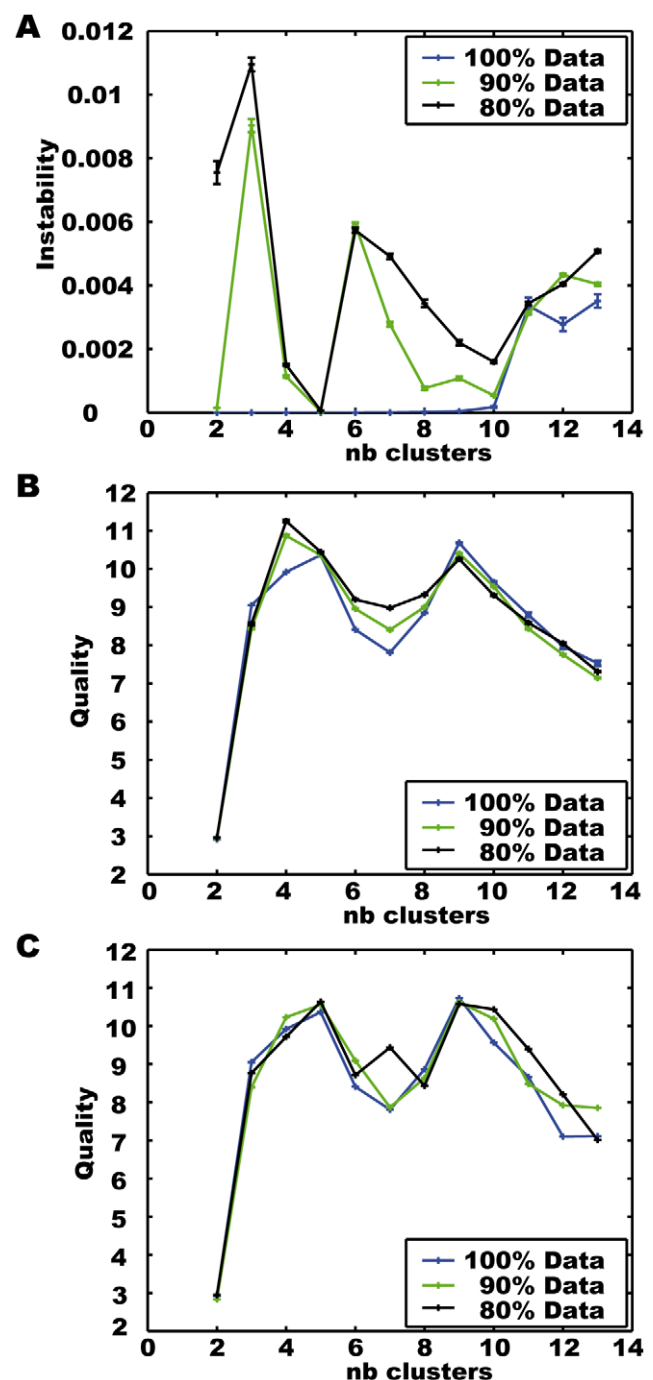 A
0.012
0.01
0.008
0.006
0.004
0.002
0
Instability
100% Data
90% Data
80% Data
0 2 4 6 8 10 12 14
nb clusters
B
12
11
10
9
8
7
6
5
4
3
2
Quality
100% Data
90% Data
80% Data
0 2 4 6 8 10 12 14
nb clusters
C
12
11
10
9
8
7
6
5
4
3
2
Quality
100% Data
90% Data
80% Data
0 2 4 6 8 10 12 14
nb clusters